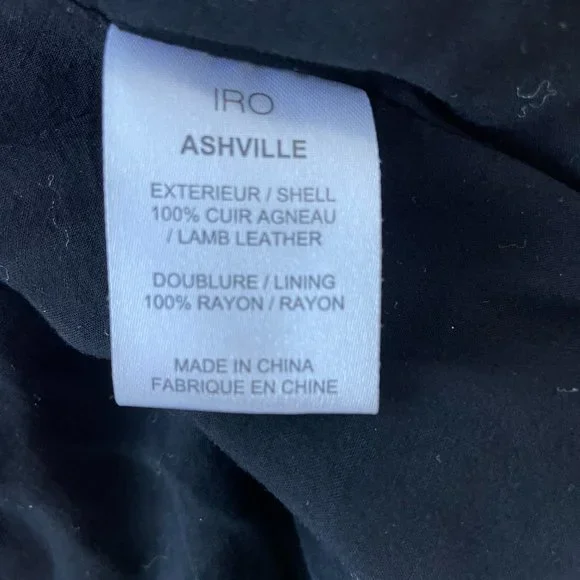 IRO
ASHVILLE
EXTERIEUR / SHELL
100% CUIR AGNEAU
/ LAMB LEATHER
DOUBLURE / LINING
100% RAYON / RAYON
MADE IN CHINA
FABRIQUE EN CHINE